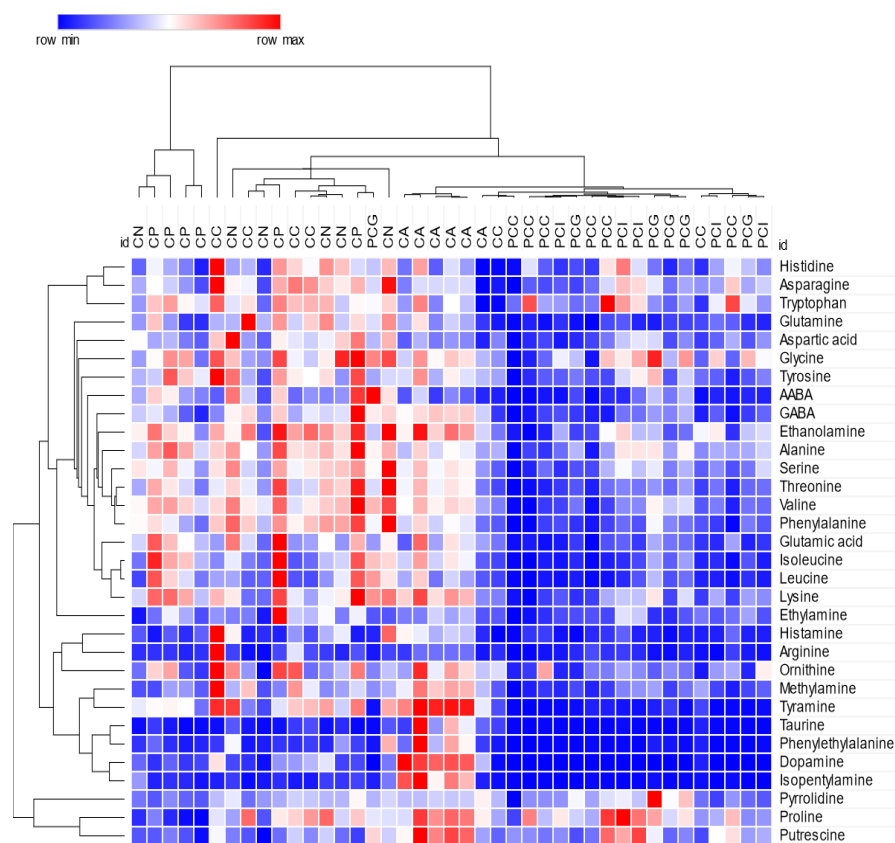 row min row max
id CN CP CP CP CP CC CN CC CN CP CC CC CN CN CP PCG CN CA CA CA CA CA CA CC PCC PCC PCC PCI PCG PCC PCC PCI PCI PCG PCG PCG CC PCI PCC PCG PCI id
Histidine
Asparagine
Tryptophan
Glutamine
Aspartic acid
Glycine
Tyrosine
AABA
GABA
Ethanolamine
Alanine
Serine
Threonine
Valine
Phenylalanine
Glutamic acid
Isoleucine
Leucine
Lysine
Ethylamine
Histamine
Arginine
Ornithine
Methylamine
Tyramine
Taurine
Phenylethylalanine
Dopamine
Isopentylamine
Pyrrolidine
Proline
Putrescine